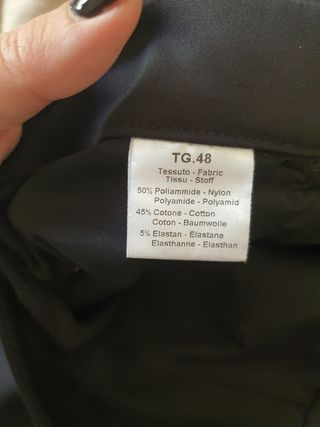 TG.48
Tessuto - Fabric
Tissu - Stoff
50% Poliammide - Nylon
Polyamide - Polyamid
45% Cotone - Cotton
Coton - Baumwolle
5% Elastan - Elastane
Elasthanne - Elasthan